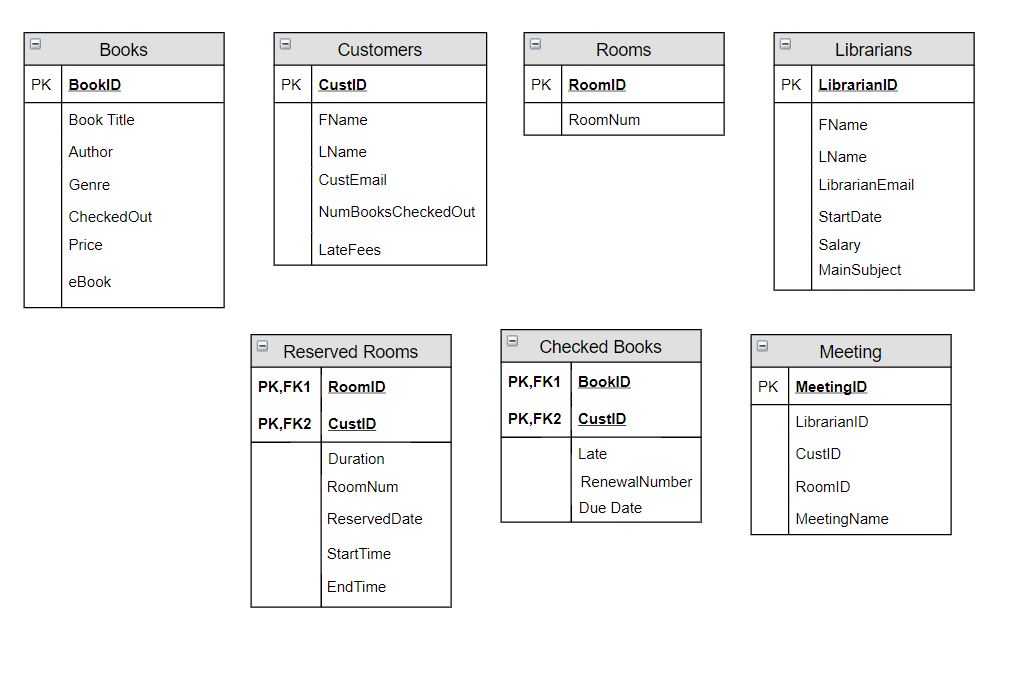 Books
PK BookID
Book Title
Author
Genre
CheckedOut
Price
eBook
Customers
PK CustID
FName
LName
CustEmail
NumBooksCheckedOut
LateFees
Rooms
PK RoomID
RoomNum
Librarians
PK LibrarianID
FName
LName
LibrarianEmail
StartDate
Salary
MainSubject
Reserved Rooms
PK,FK1 RoomID
PK,FK2 CustID
Duration
RoomNum
ReservedDate
StartTime
EndTime
Checked Books
PK,FK1 BookID
PK,FK2 CustID
Late
RenewalNumber
Due Date
Meeting
PK MeetingID
LibrarianID
CustID
RoomID
MeetingName